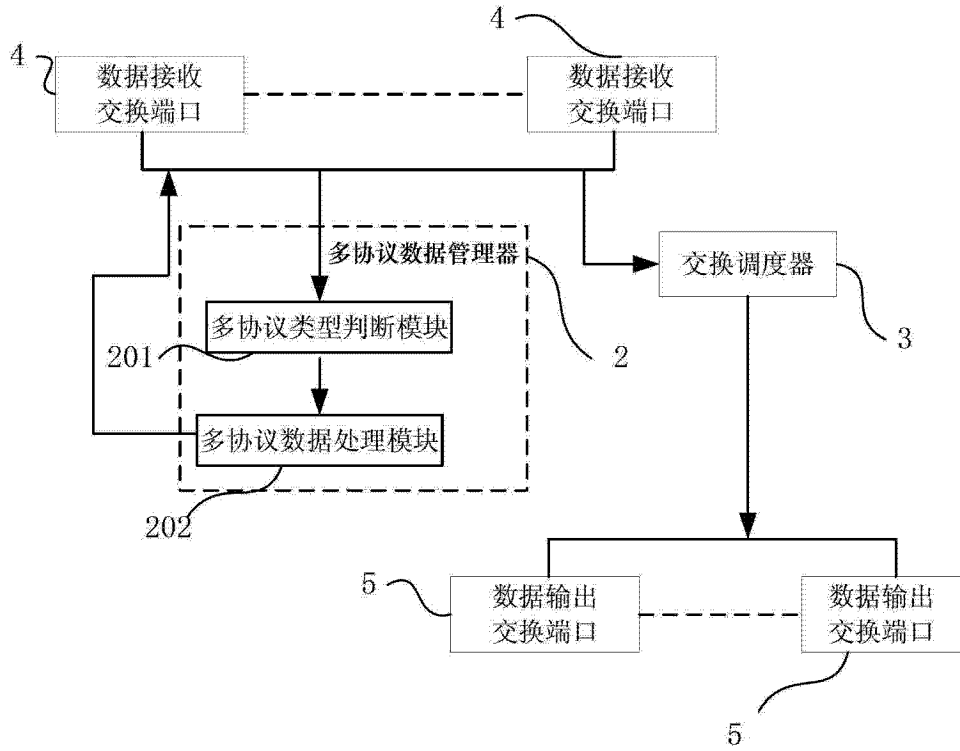 4
4
数据接收
交换端口
数据接收
交换端口
多协议数据管理器
交换调度器
多协议类型判断模块
201
2
3
多协议数据处理模块
202
5
数据输出
交换端口
数据输出
交换端口
5